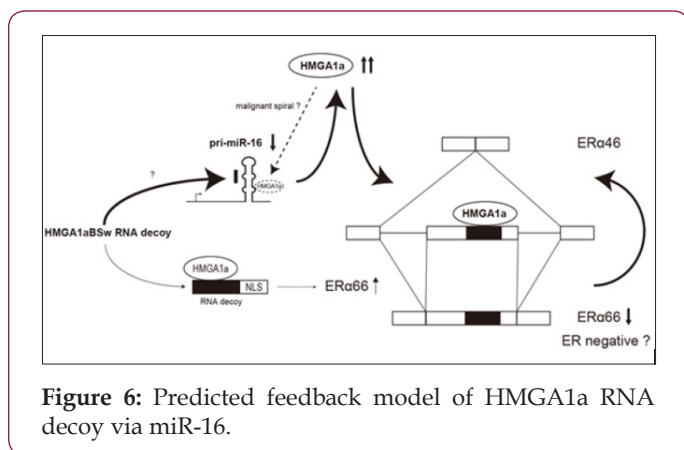 HMGA1a ↑↑
malignant spiral ?
pri-miR-16 ↓
ERα46
?
HMGA1a
HMGA1a
HMGA1aBSw RNA decoy
HMGA1a
NLS
RNA decoy
ERα66 ↑
ERα66 ↓
ER negative ?
Figure 6: Predicted feedback model of HMGA1a RNA
decoy via miR-16.